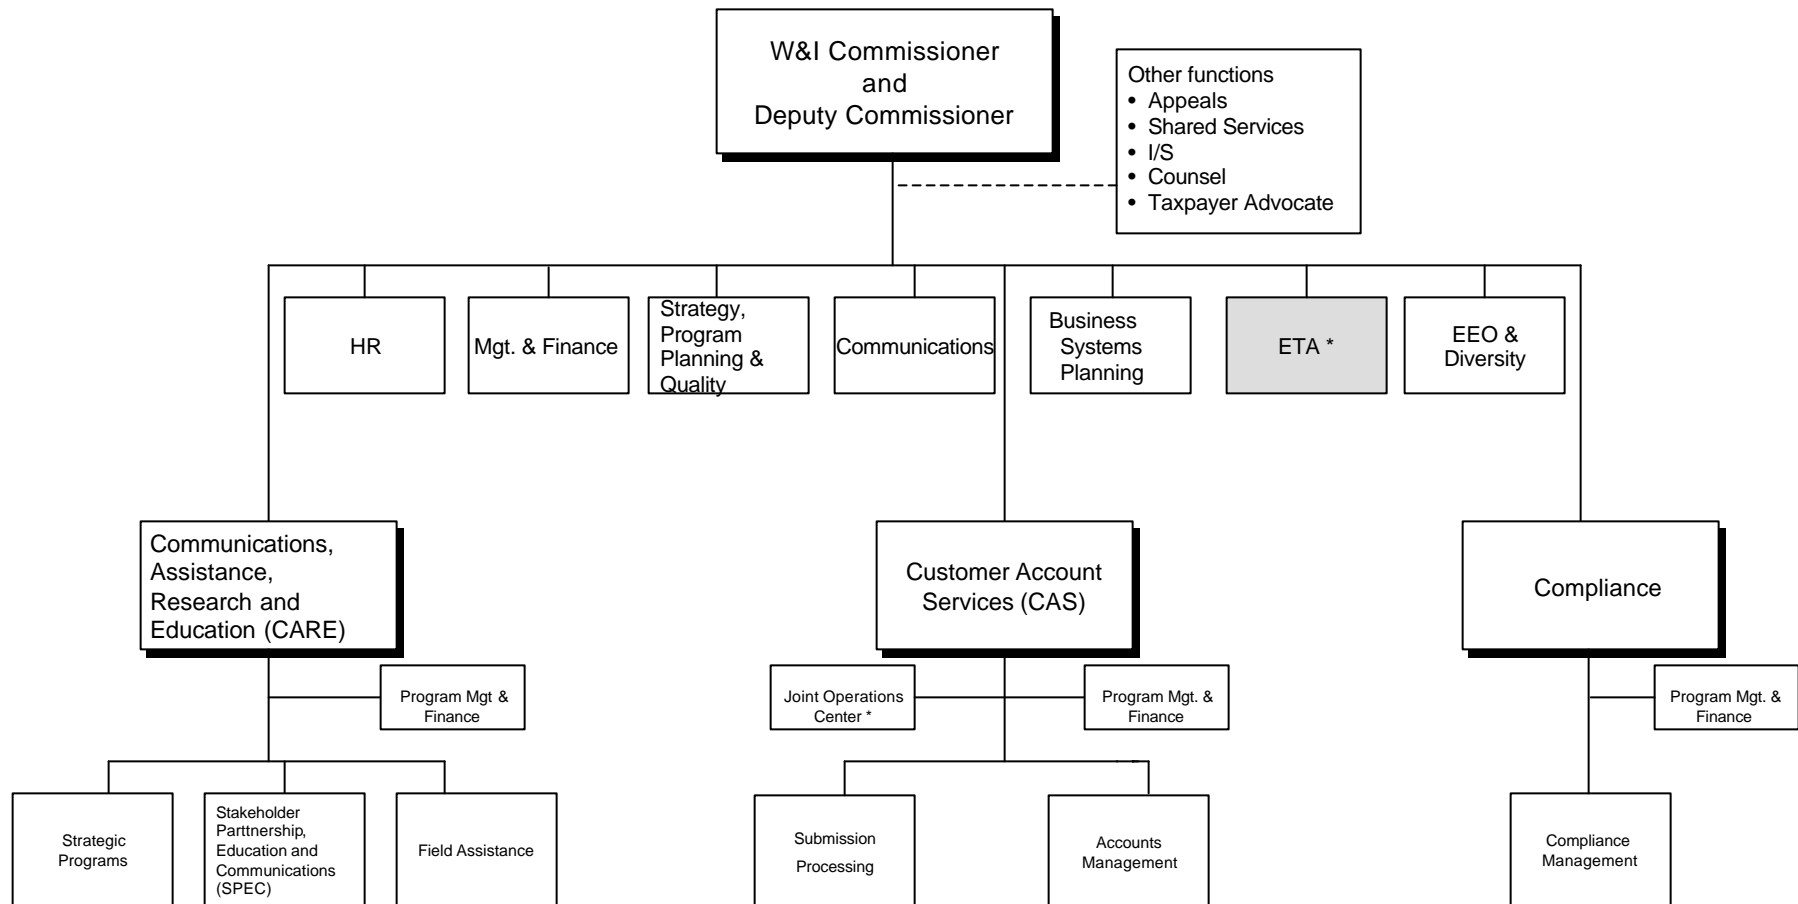 W&I Commissioner
and
Deputy Commissioner
Other functions
• Appeals
• Shared Services
• I/S
• Counsel
• Taxpayer Advocate
HR
Mgt. & Finance
Strategy,
Program
Planning &
Quality
Communications
Business
Systems
Planning
ETA *
EEO &
Diversity
Communications,
Assistance,
Research and
Education (CARE)
Customer Account
Services (CAS)
Compliance
Program Mgt &
Finance
Joint Operations
Center *
Program Mgt. &
Finance
Program Mgt. &
Finance
Strategic
Programs
Stakeholder
Parttnership,
Education and
Communications
(SPEC)
Field Assistance
Submission
Processing
Accounts
Management
Compliance
Management